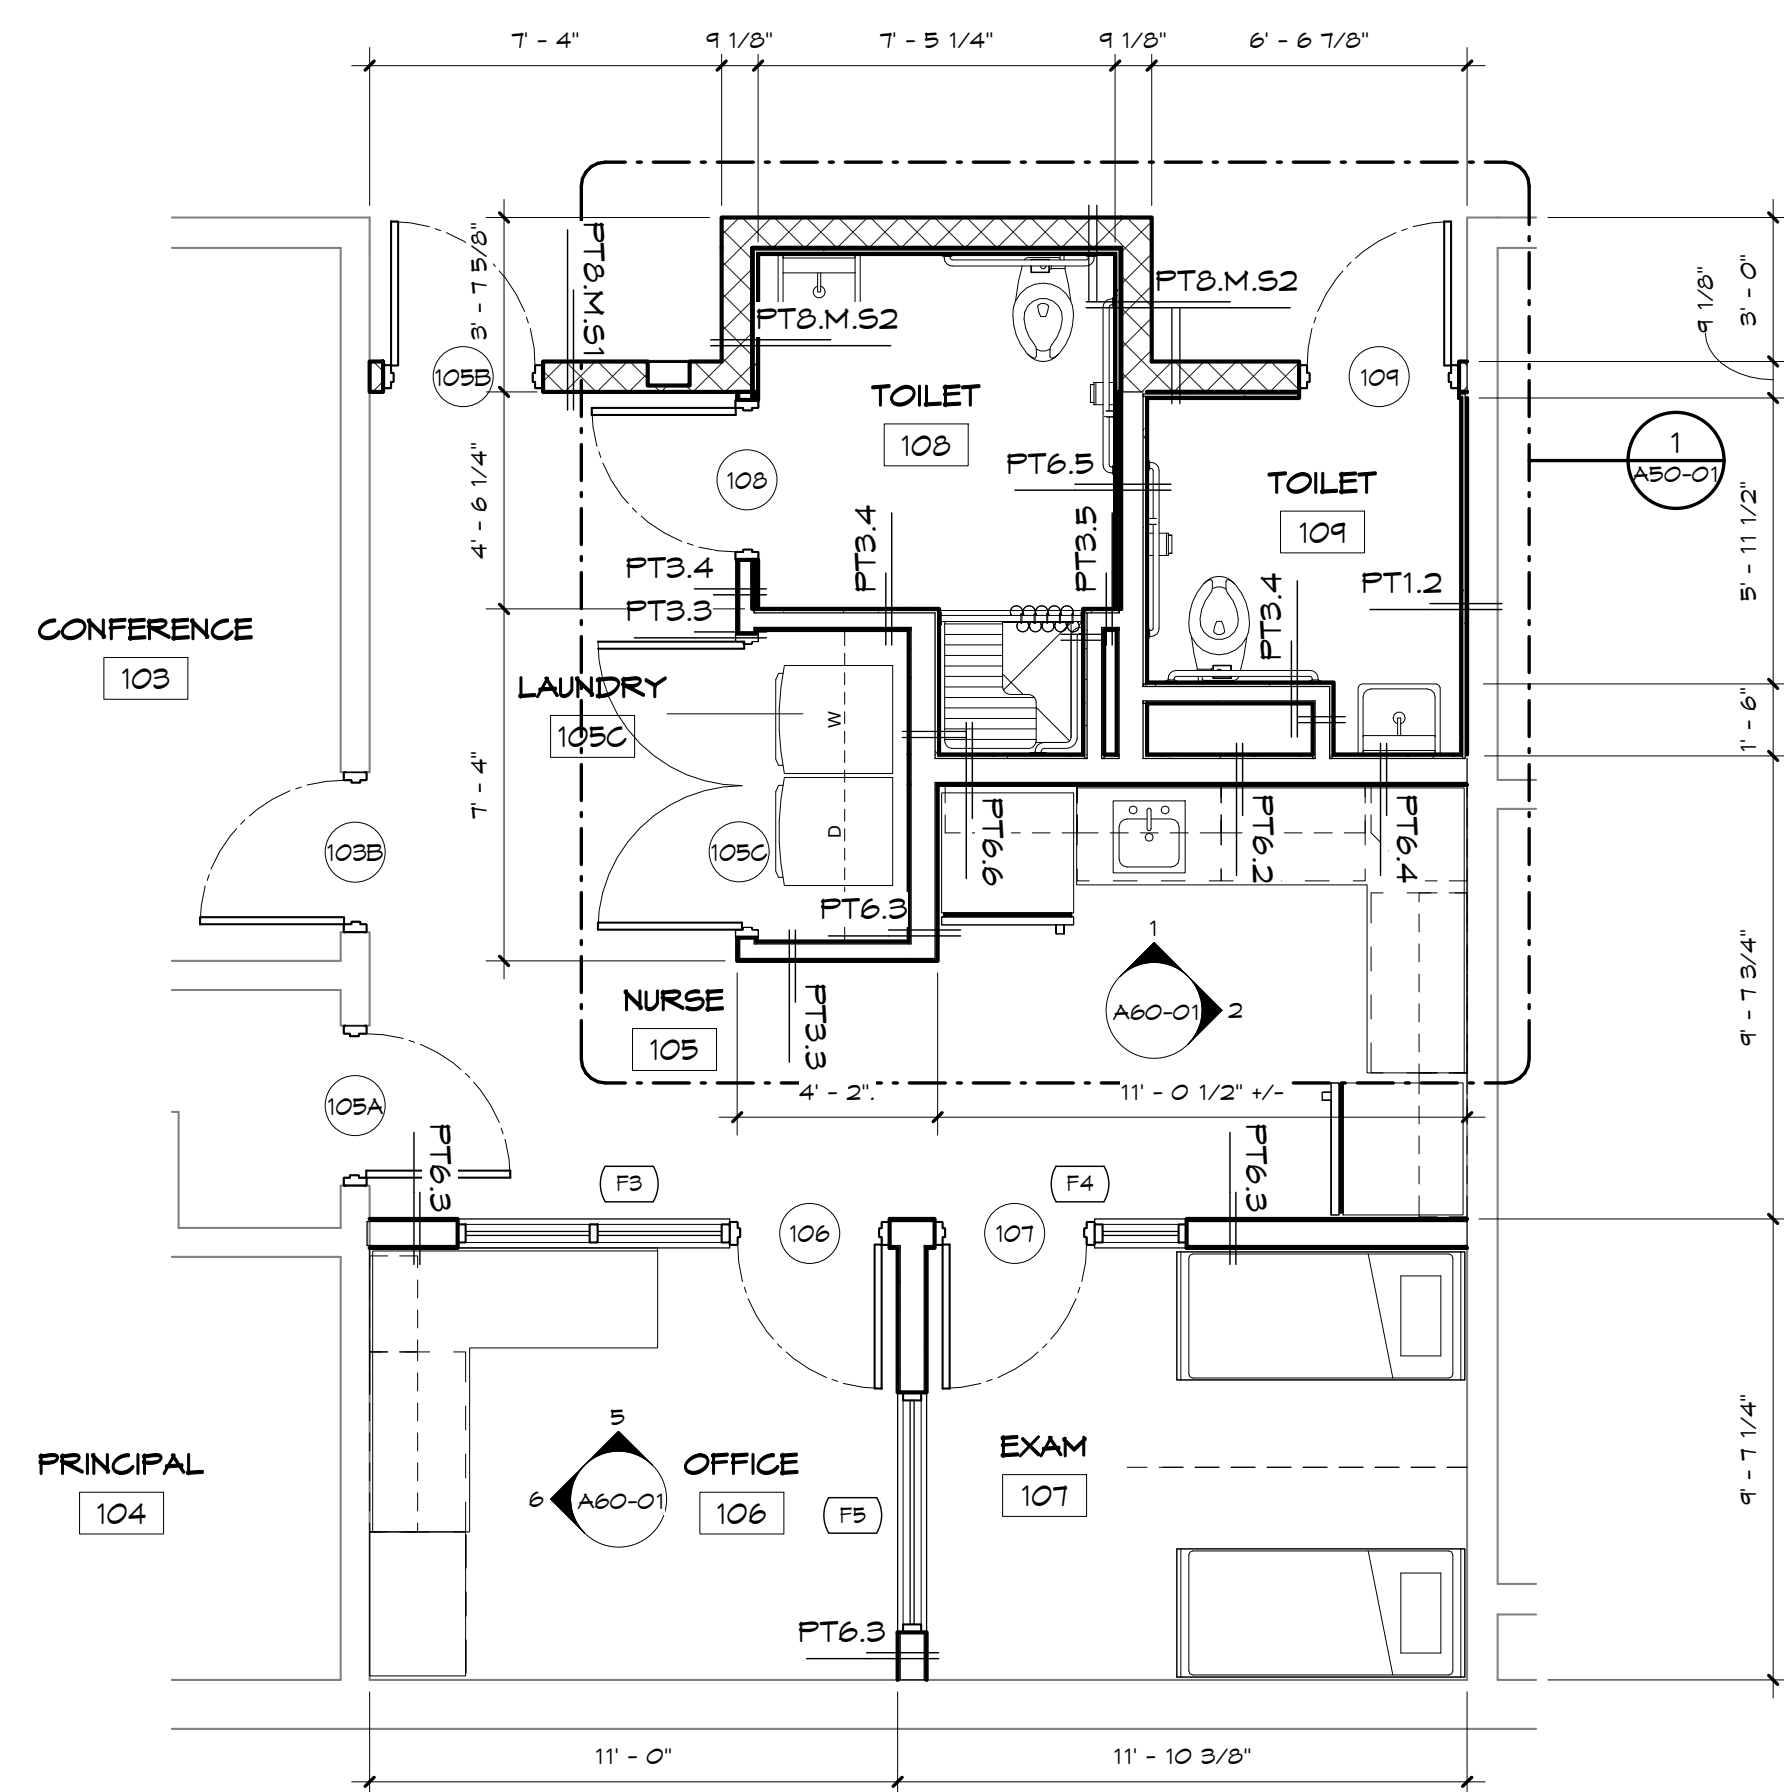 7' - 4"
9 1/8"
7' - 5 1/4"
9 1/8"
6' - 6 7/8"
3' - 7 5/8"
PT8.M.S1
PT8.M.S2
PT8.M.S2
9 1/8"
3' - 0"
105B
109
TOILET
108
1
A50-01
4' - 6 1/4"
108
PT6.5
TOILET
109
5' - 11 1/2"
PT3.4
PT3.5
PT3.4
PT3.3
PT3.4
PT1.2
CONFERENCE
103
LAUNDRY
105C
W
1' - 6"
7' - 4"
103B
105C
D
PT6.6
PT6.2
PT6.4
PT6.3
1
A60-01
2
9' - 7 3/4"
NURSE
105
PT3.3
4' - 2".
11' - 0 1/2" +/-
105A
PT6.3
F3
F4
PT6.3
106
107
5
6
A60-01
OFFICE
106
F5
EXAM
107
9' - 7 1/4"
PRINCIPAL
104
PT6.3
11' - 0"
11' - 10 3/8"